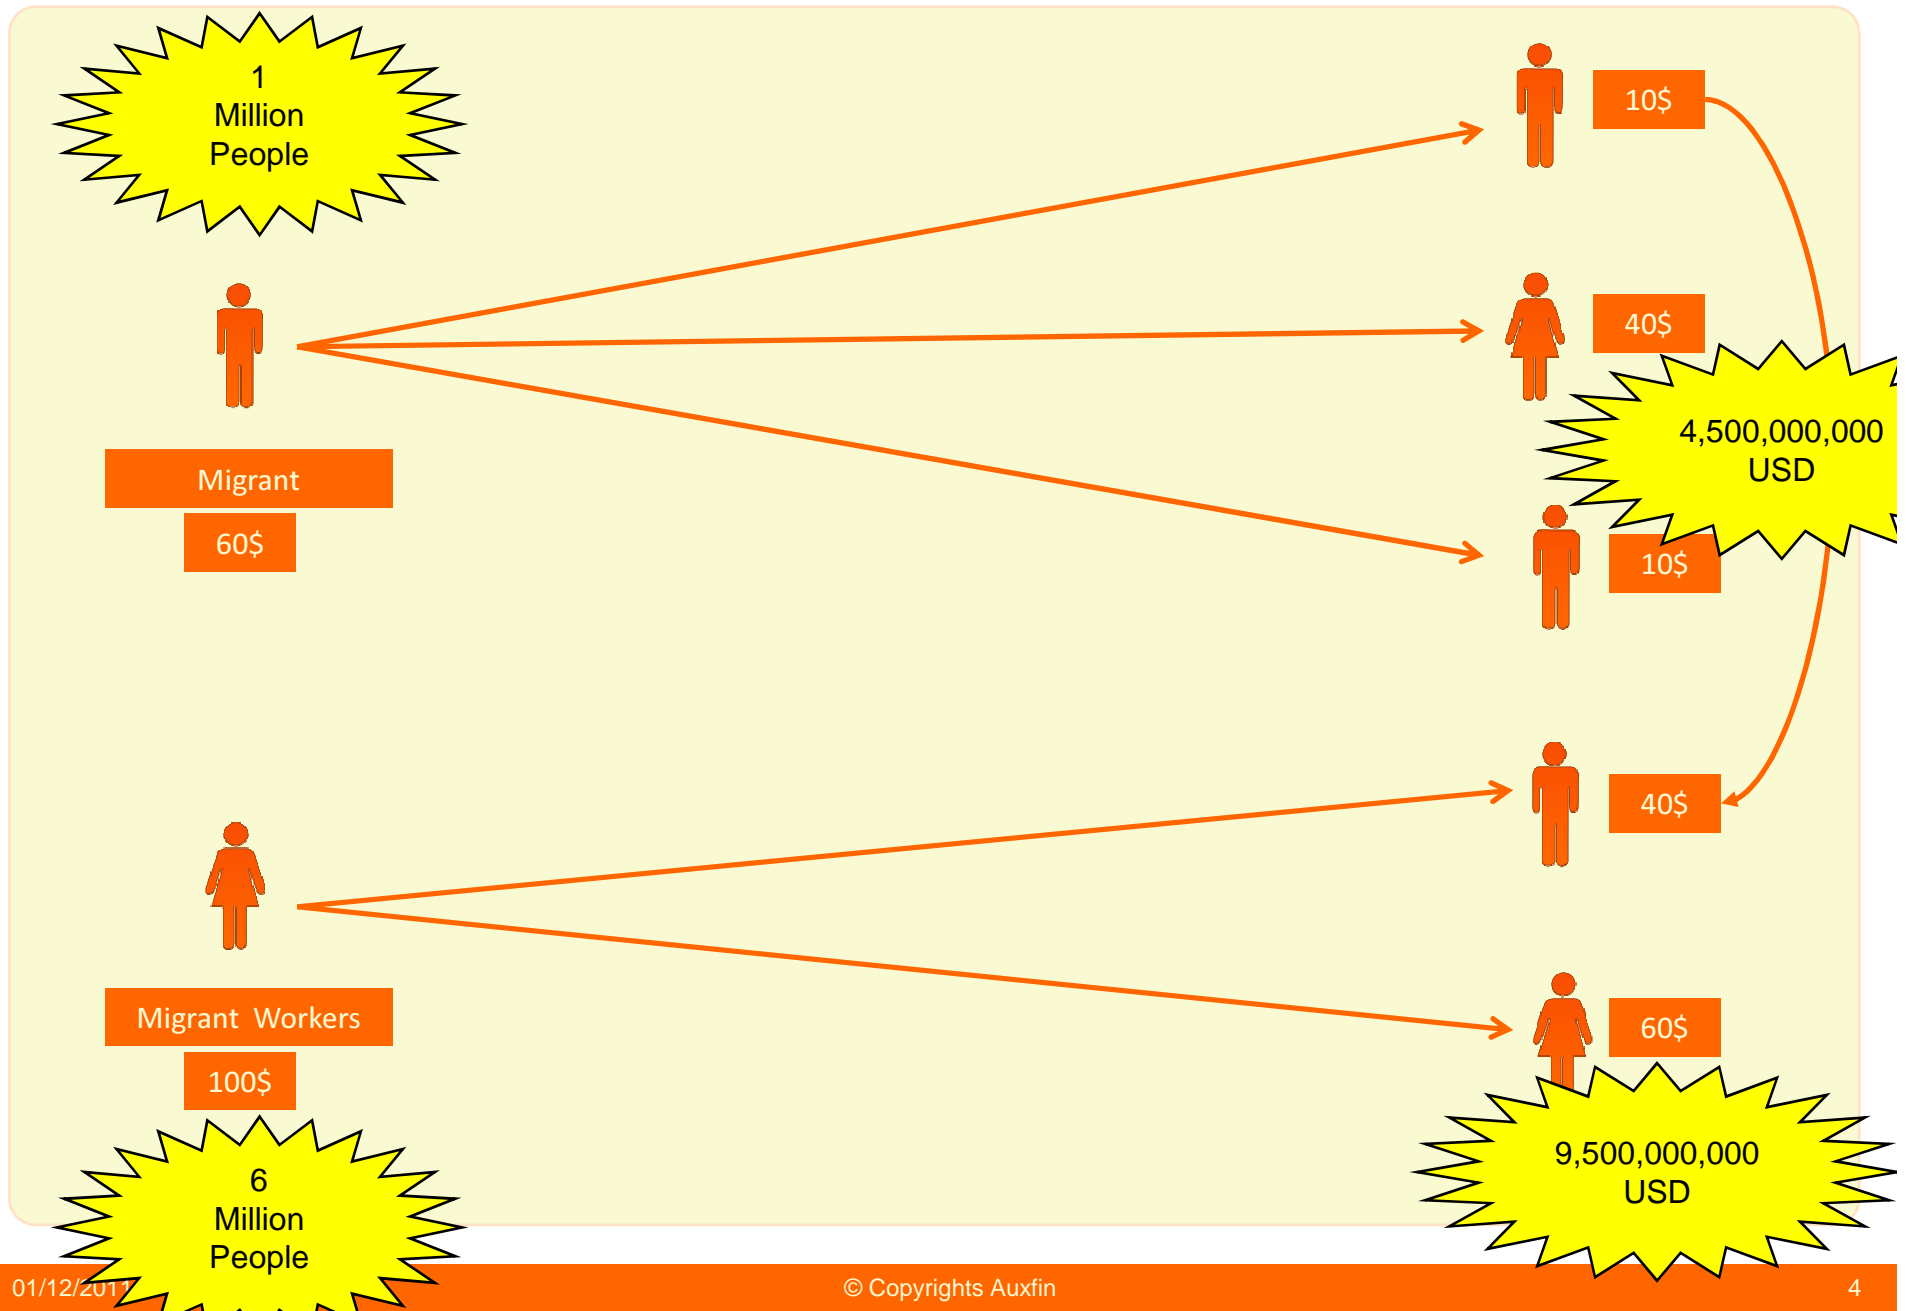 1
Million
People
10$
40$
4,500,000,000
USD
Migrant
60$
10$
40$
Migrant Workers
100$
60$
6
Million
People
9,500,000,000
USD
01/12/2011
© Copyrights Auxfin
4